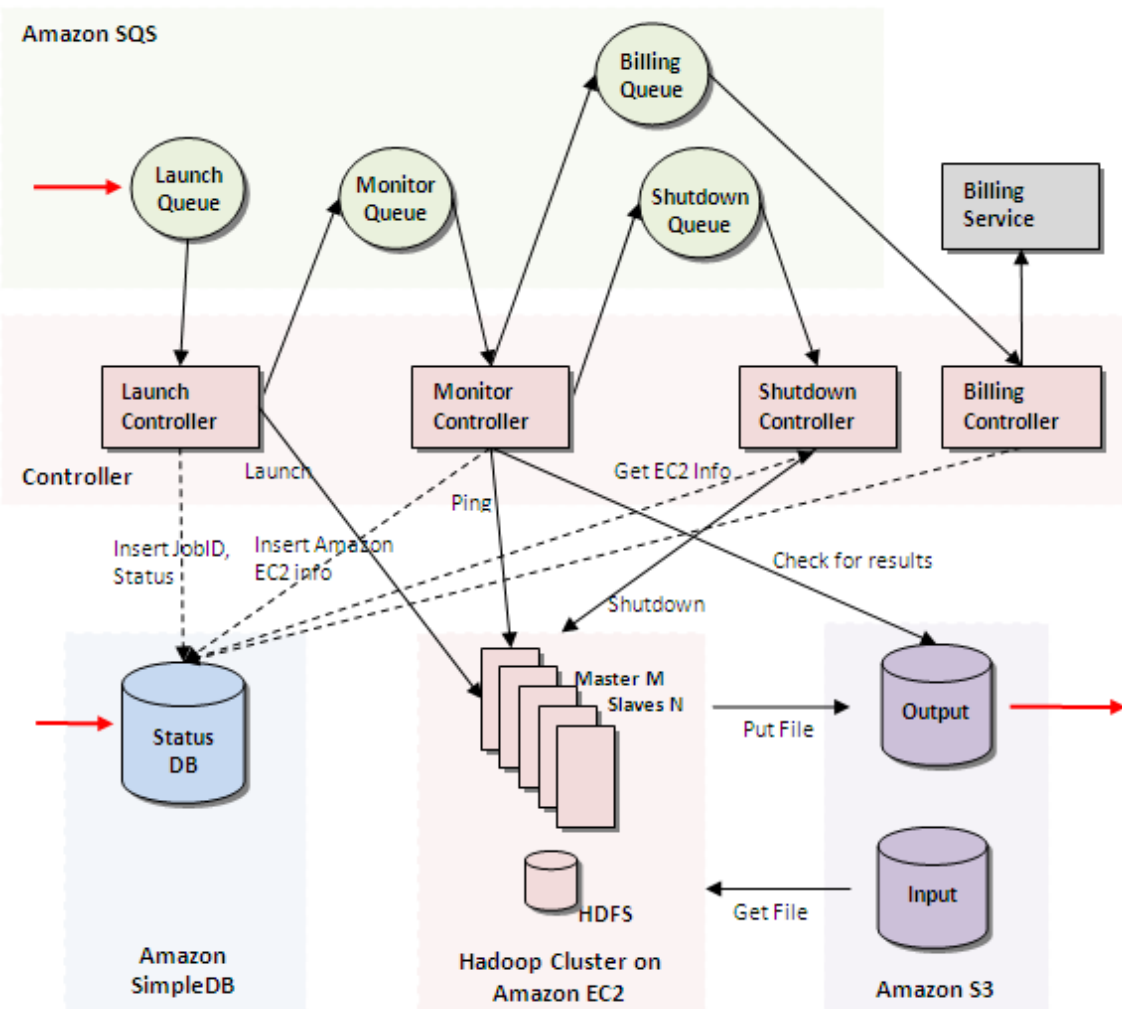 Amazon SQS
Billing
Queue
Launch
Queue
Monitor
Queue
Shutdown
Queue
Billing
Service
Launch
Controller
Monitor
Controller
Shutdown
Controller
Billing
Controller
Controller
Launch
Ping
Get EC2 Info
Insert JobID,
Status
Insert Amazon
EC2 info
Check for results
Shutdown
Master M
Slaves N
Status
DB
Put File
Output
HDFS
Get File
Input
Amazon
SimpleDB
Hadoop Cluster on
Amazon EC2
Amazon S3